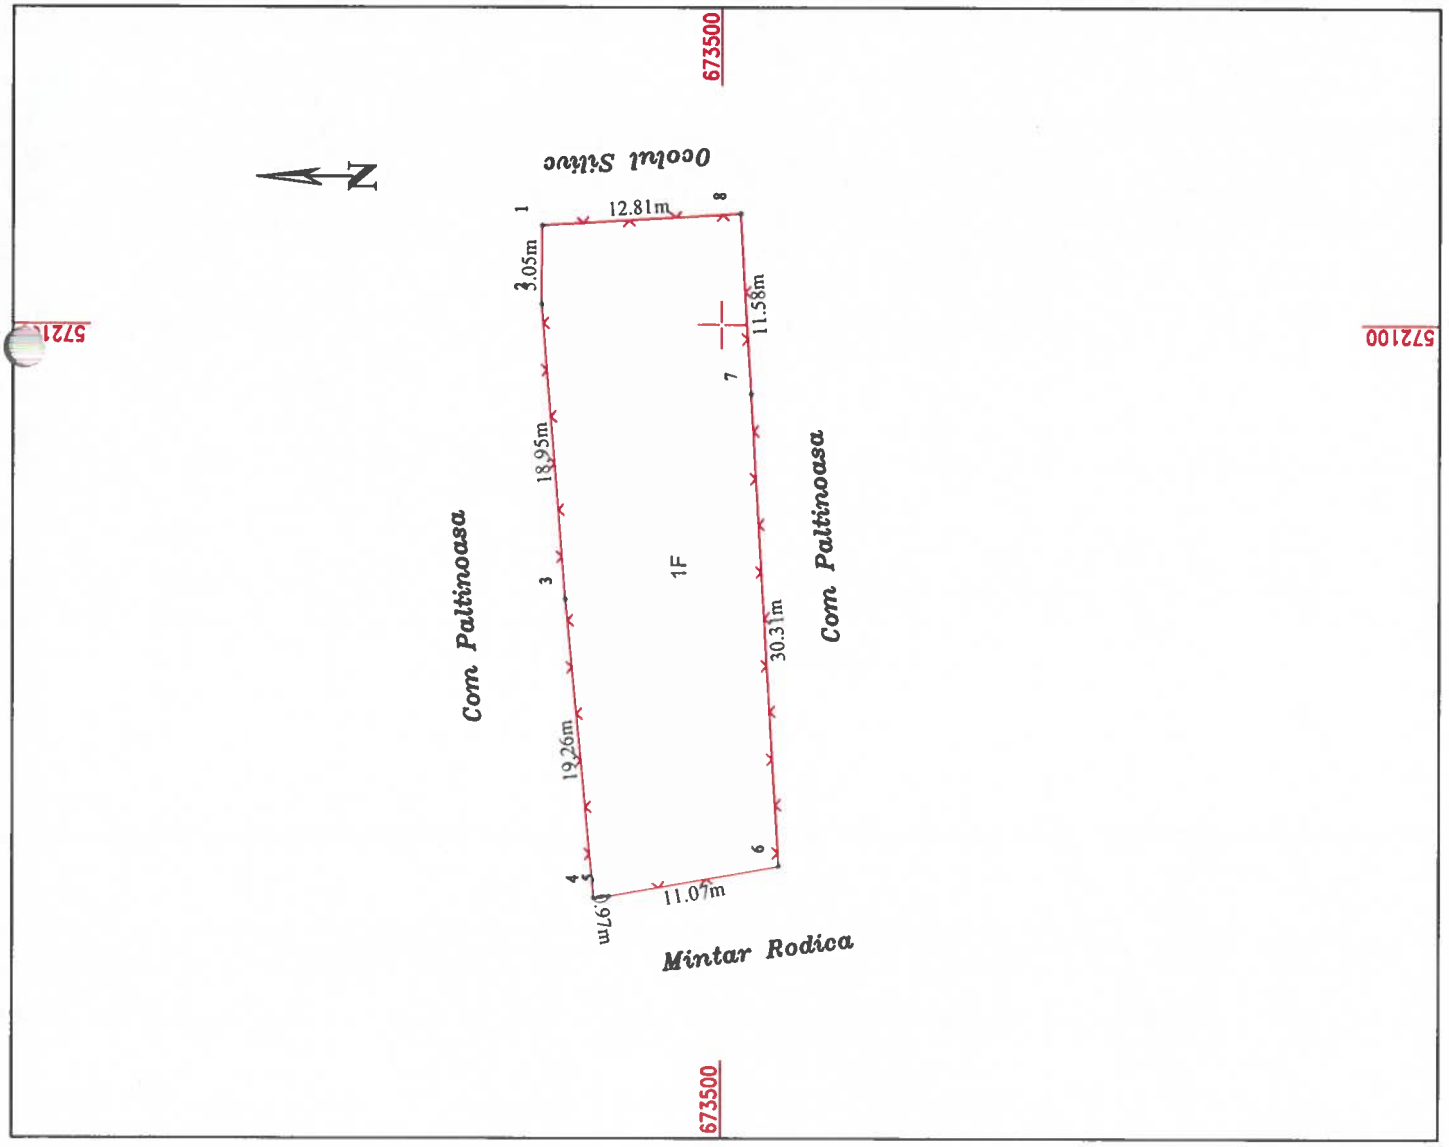 673500
Ocolul Silivc
N
1
12.81m
8
3.05m
2
572100
11.58m
7
18.95m
Com Paltinoasa
3
1F
Com Paltinoasa
30.31m
19.26m
4
5
6
0.97m
11.07m
Mintar Rodica
673500